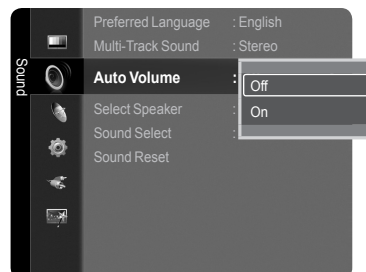 Sound
Preferred Language : English
Multi-Track Sound : Stereo
Auto Volume :
Off
On
Select Speaker :
Sound Select :
Sound Reset